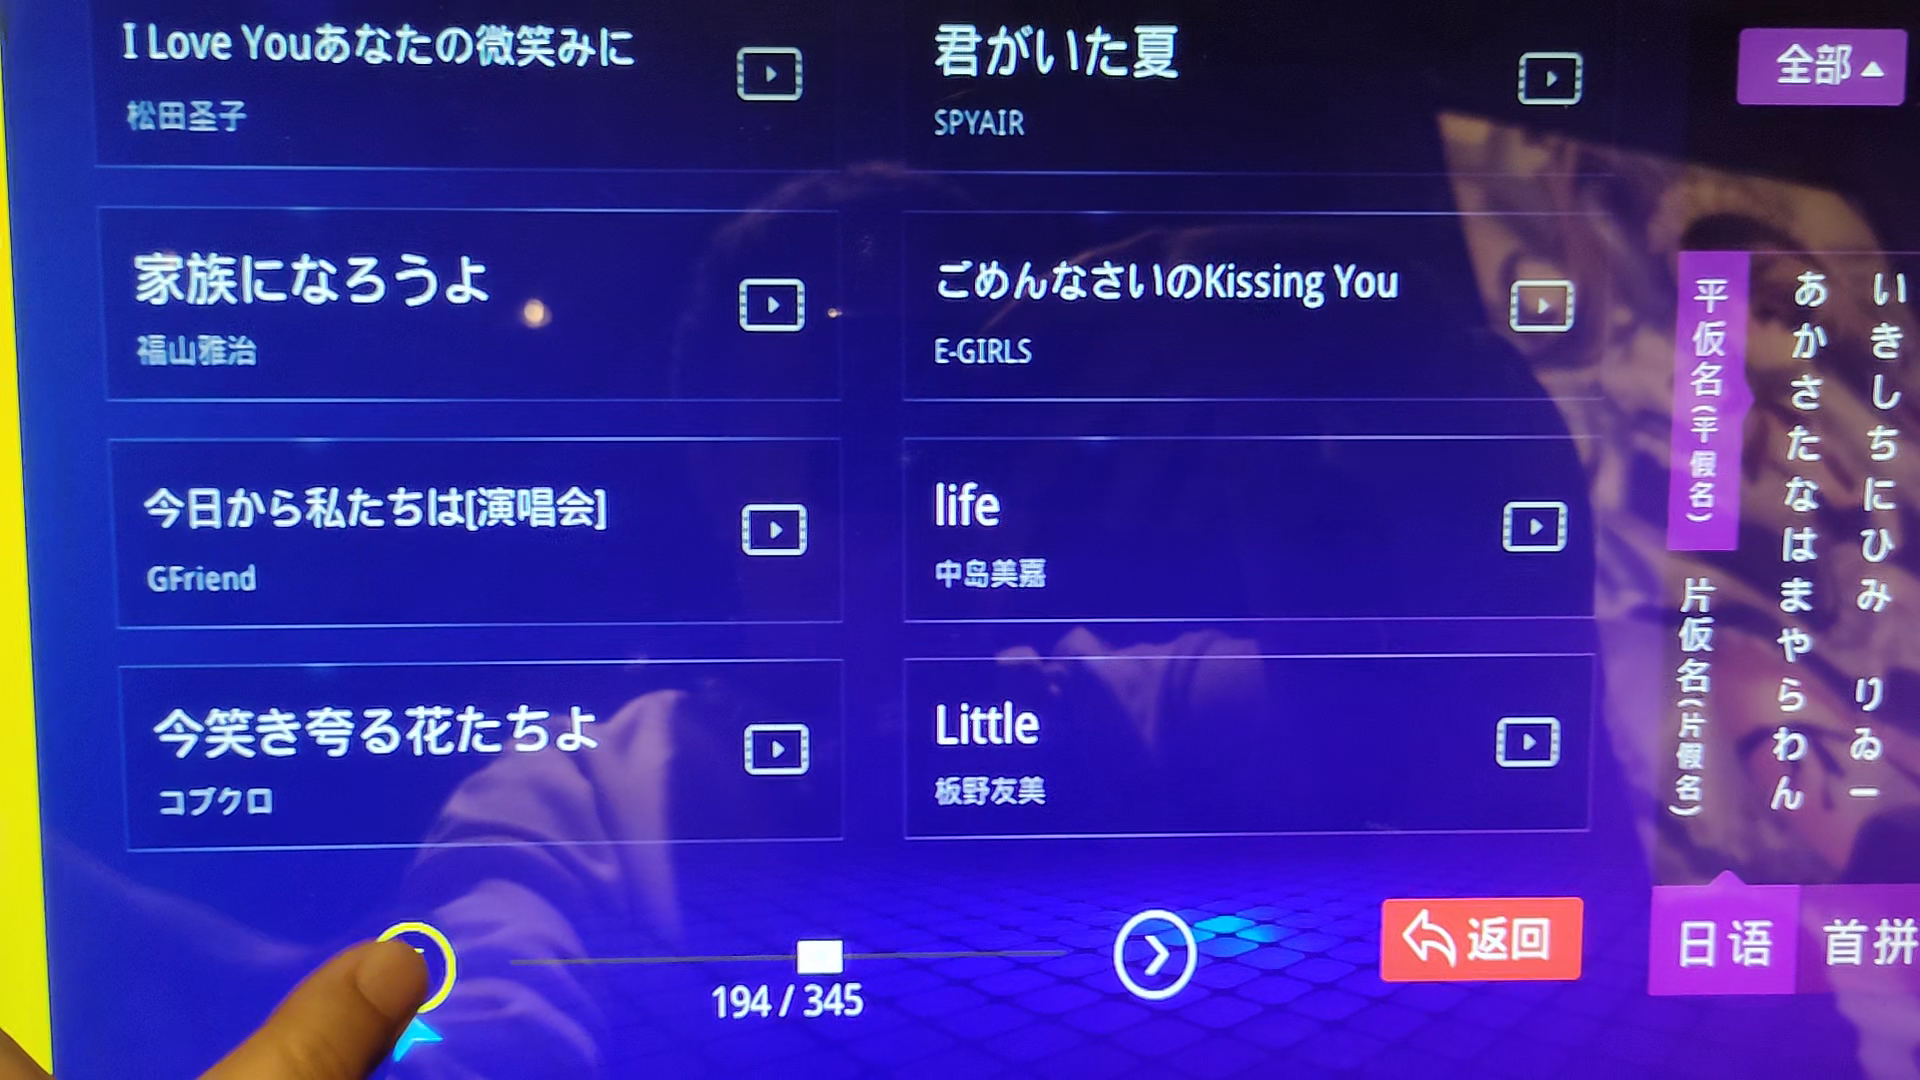 I Love Youあなたの微笑みに
松田圣子
君がいた夏
SPYAIR
全部
家族になろうよ
福山雅治
ごめんなさいのKissing You
E-GIRLS
今日から私たちは[演唱会]
GFriend
life
中岛美嘉
今笑き夸る花たちよ
コブクロ
Little
板野友美
平仮名(平假名)
片仮名(片假名)
あかさたなはまやらわん
いきしちにひみ りゐー
194 / 345
返回
日语
首拼